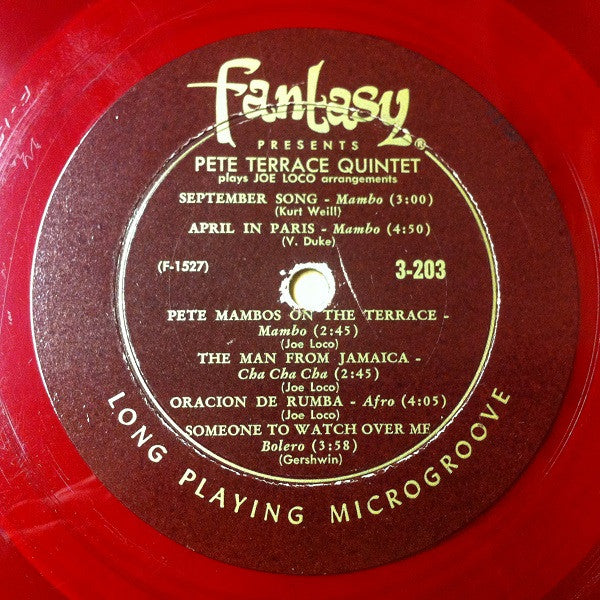 Fantasy®
PRESENTS
PETE TERRACE QUINTET
plays JOE LOCO arrangements
SEPTEMBER SONG - Mambo (3:00)
(Kurt Weill)
APRIL IN PARIS - Mambo (4:50)
(V. Duke)
(F-1527) 3-203
PETE MAMBOS ON THE TERRACE -
Mambo (2:45)
(Joe Loco)
THE MAN FROM JAMAICA -
Cha Cha Cha (2:45)
(Joe Loco)
ORACION DE RUMBA - Afro (4:05)
(Joe Loco)
SOMEONE TO WATCH OVER ME
Bolero (3:58)
(Gershwin)
LONG PLAYING MICROGROOVE